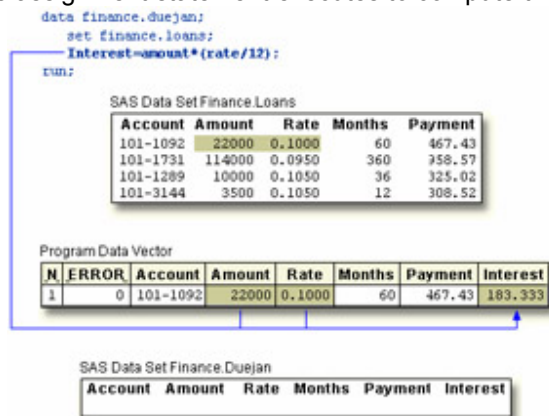 data finance.duejan;
set finance.loans;
Interest=amount*(rate/12);
run;
SAS Data Set Finance.Loans
Account Amount Rate Months Payment
101-1092 22000 0.1000 60 467.43
101-1731 114000 0.0950 360 958.57
101-1289 10000 0.1050 36 325.02
101-3144 3500 0.1050 12 308.52
Program Data Vector
_N_ _ERROR_ Account Amount Rate Months Payment Interest
1 0 101-1092 22000 0.1000 60 467.43 183.333
SAS Data Set Finance.Duejan
Account Amount Rate Months Payment Interest